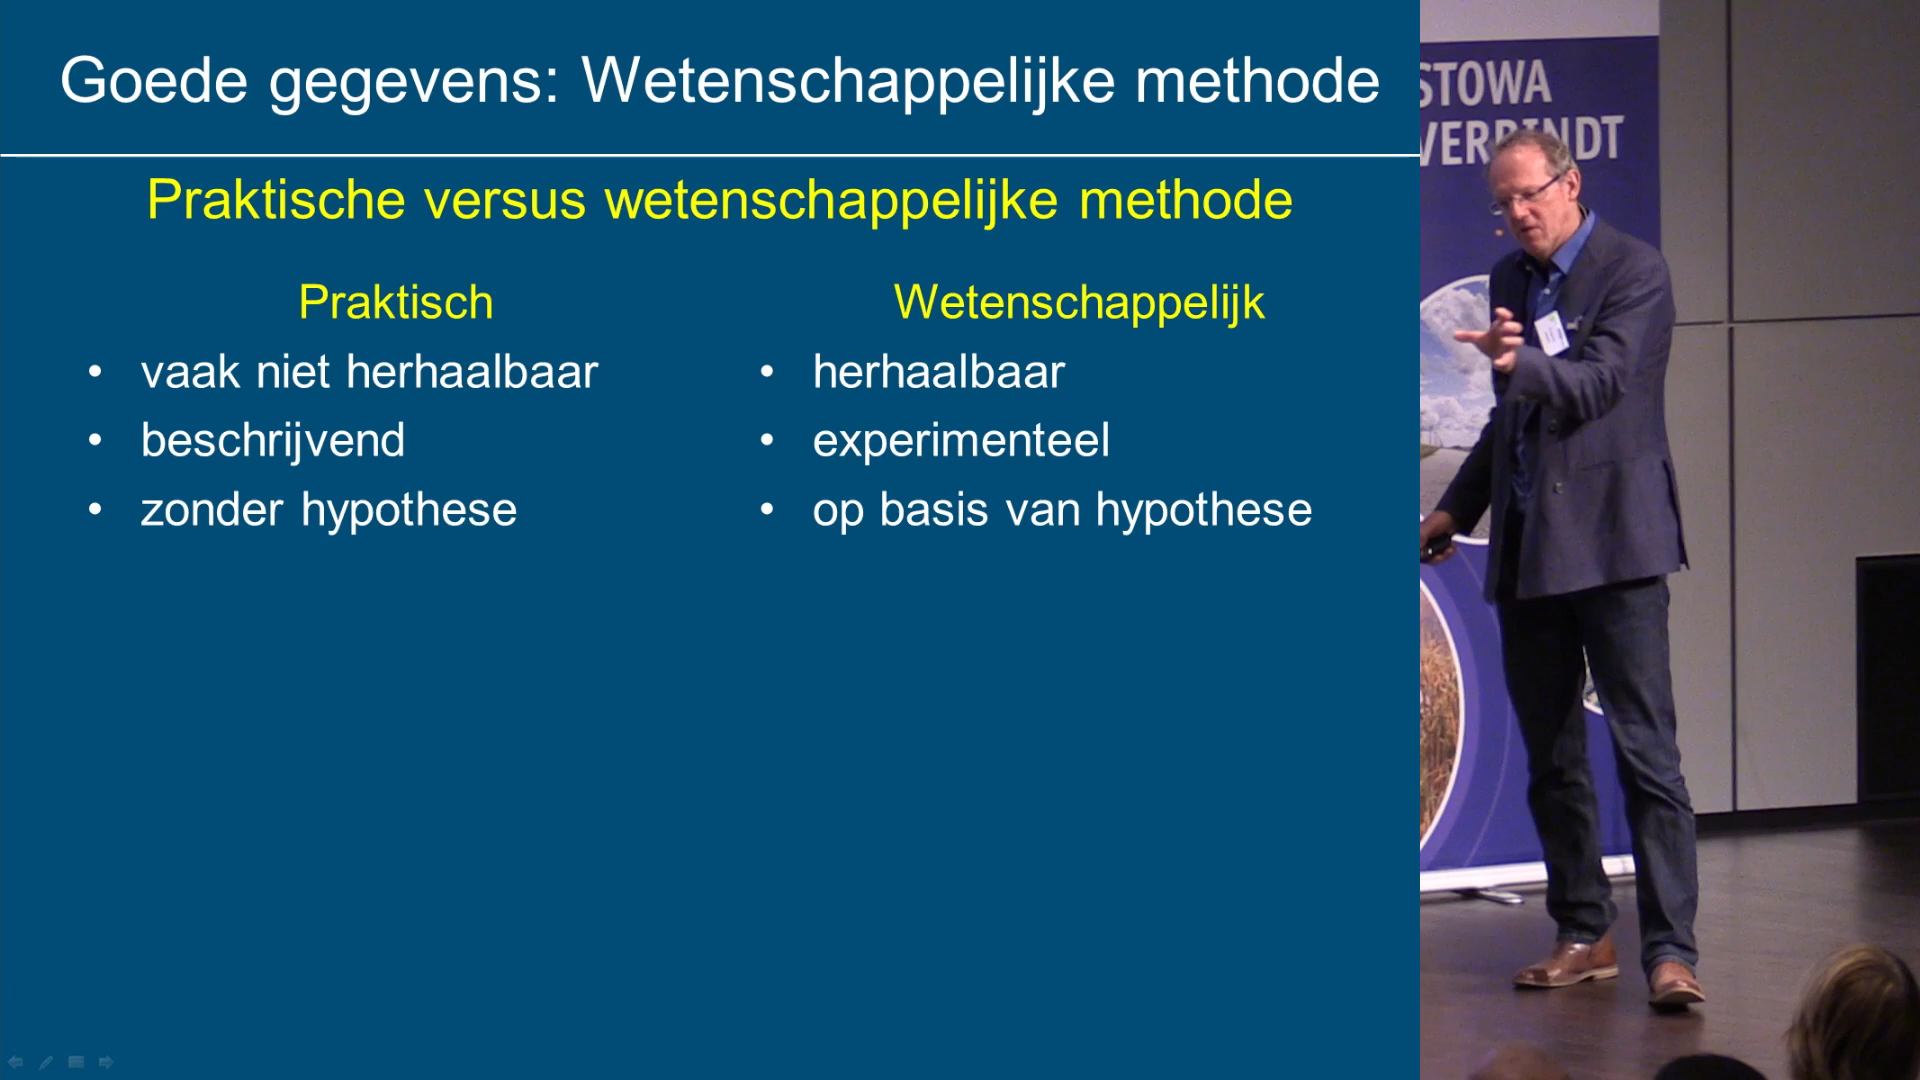 Goede gegevens: Wetenschappelijke methode
Praktische versus wetenschappelijke methode
Praktisch
• vaak niet herhaalbaar
• beschrijvend
• zonder hypothese
Wetenschappelijk
• herhaalbaar
• experimenteel
• op basis van hypothese
STOWA
VERBINDT